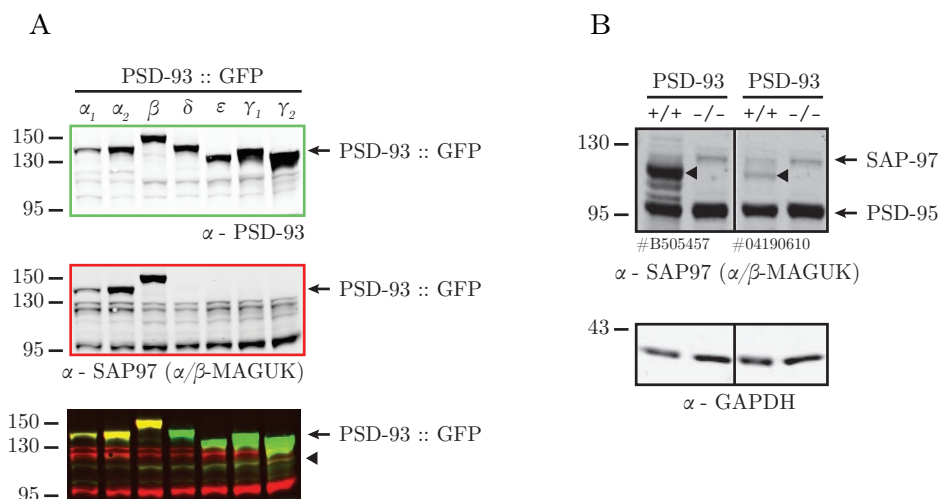 A
PSD-93 :: GFP
α1 α2 β δ ε γ1 γ2
150
130
95
PSD-93 :: GFP
α - PSD-93
150
130
95
PSD-93 :: GFP
α - SAP97 (α/β-MAGUK)
150
130
95
PSD-93 :: GFP
B
PSD-93 PSD-93
+/+ -/- +/+ -/-
130
95
SAP-97
PSD-95
#B505457 #04190610
α - SAP97 (α/β-MAGUK)
43
α - GAPDH